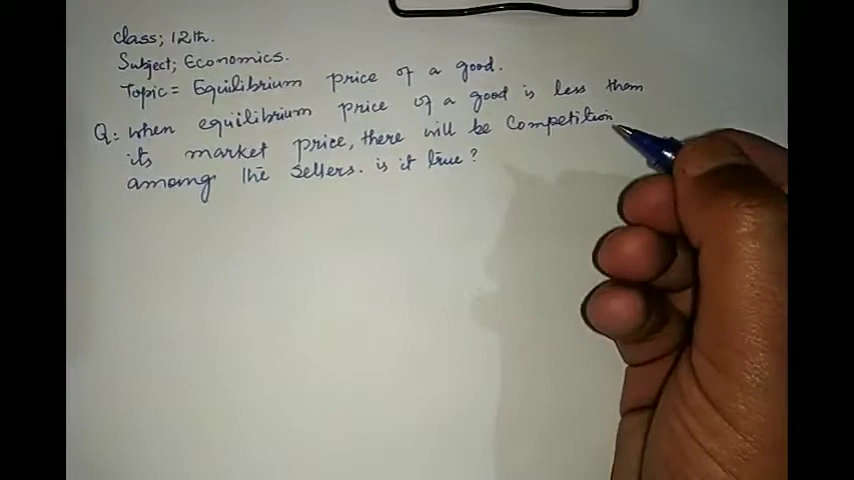 class; 12th.
Subject; Economics.
Topic = Equilibrium price of a good.
Q: when equilibrium price of a good is less them
its market price, there will be competition
among the sellers. is it true?